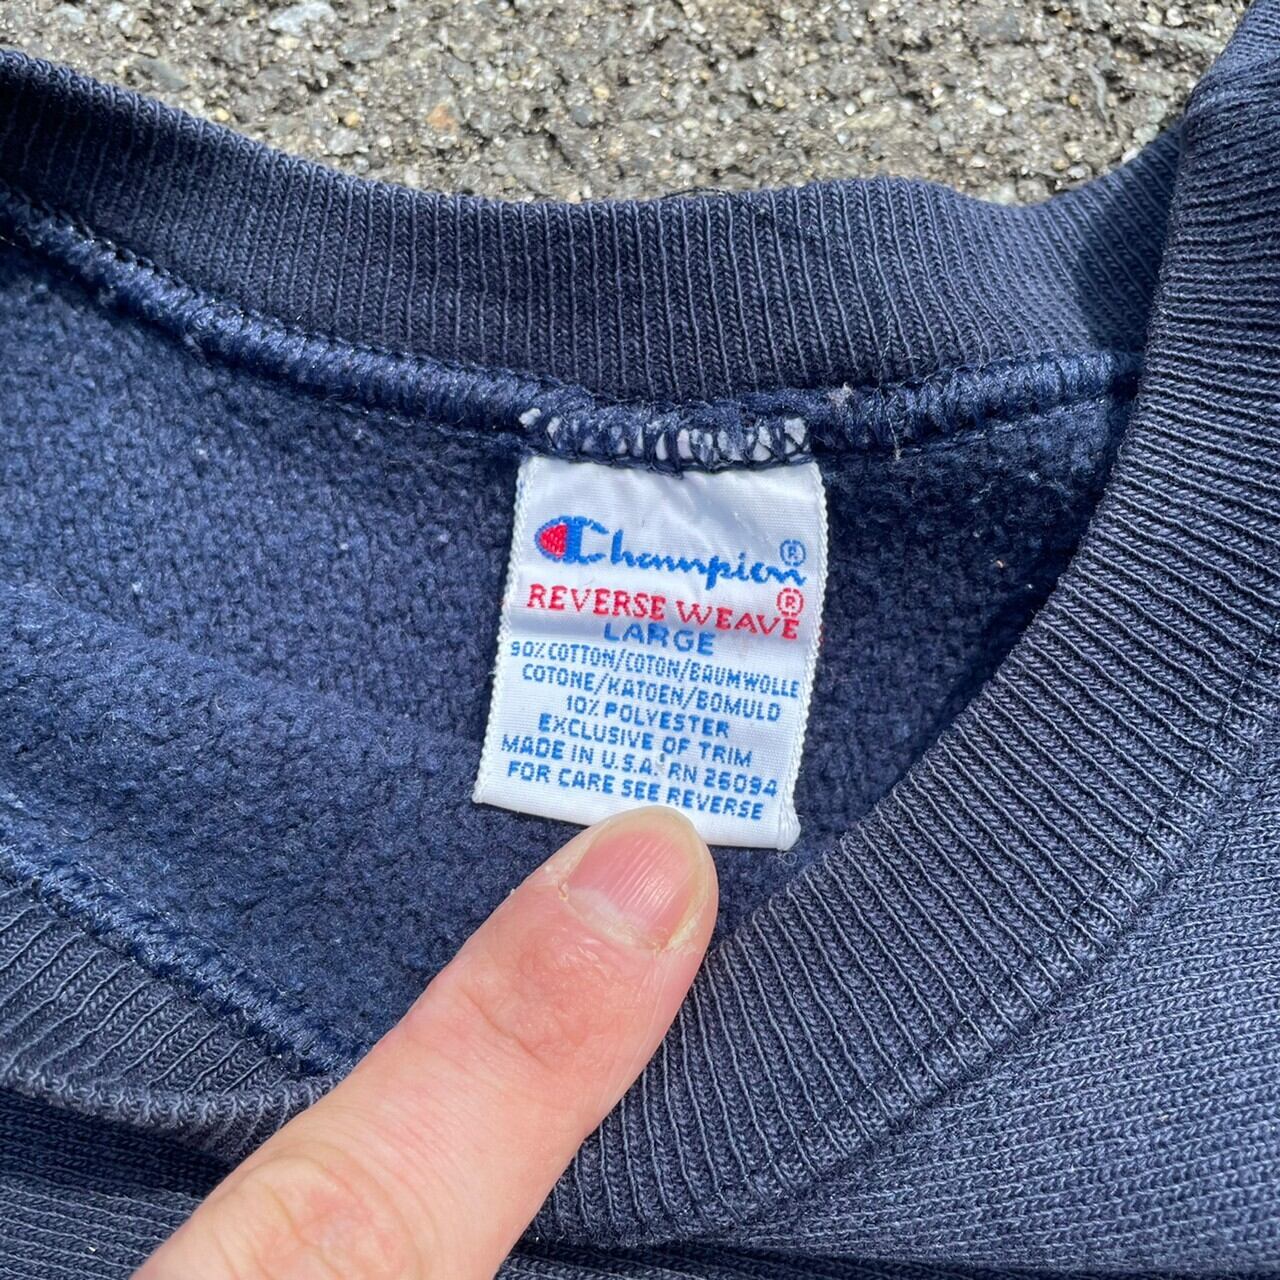 Champion®
REVERSE WEAVE®
LARGE
90% COTTON/COTON/BAUMWOLLE
COTONE/KATOEN/BOMULD
10% POLYESTER
EXCLUSIVE OF TRIM
MADE IN U.S.A. RN 26094
FOR CARE SEE REVERSE